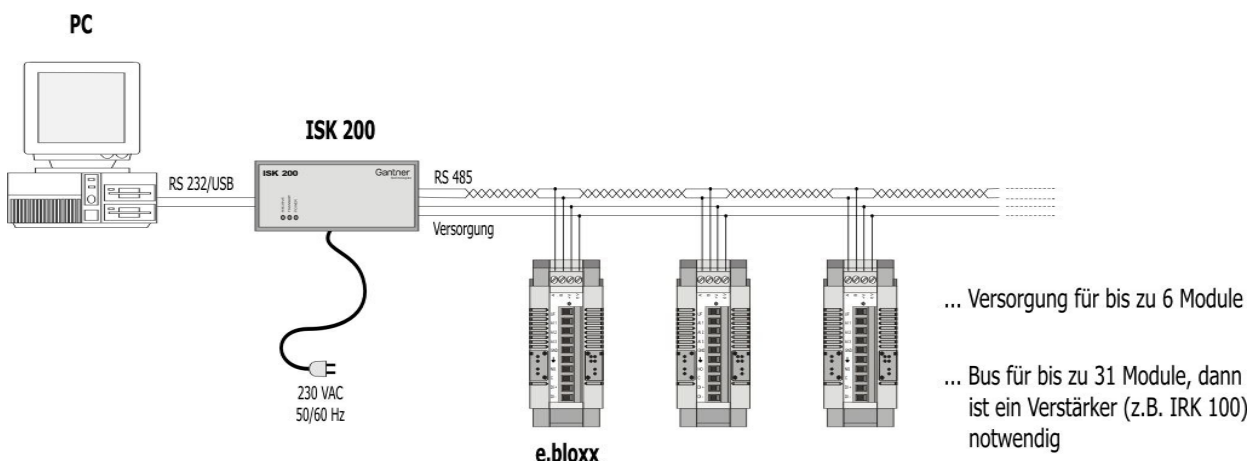 PC
ISK 200
RS 232/USB
ISK 200
Gantner
RS 485
Versorgung
230 VAC
50/60 Hz
e.bloxx
... Versorgung für bis zu 6 Module
... Bus für bis zu 31 Module, dann
ist ein Verstärker (z.B. IRK 100)
notwendig